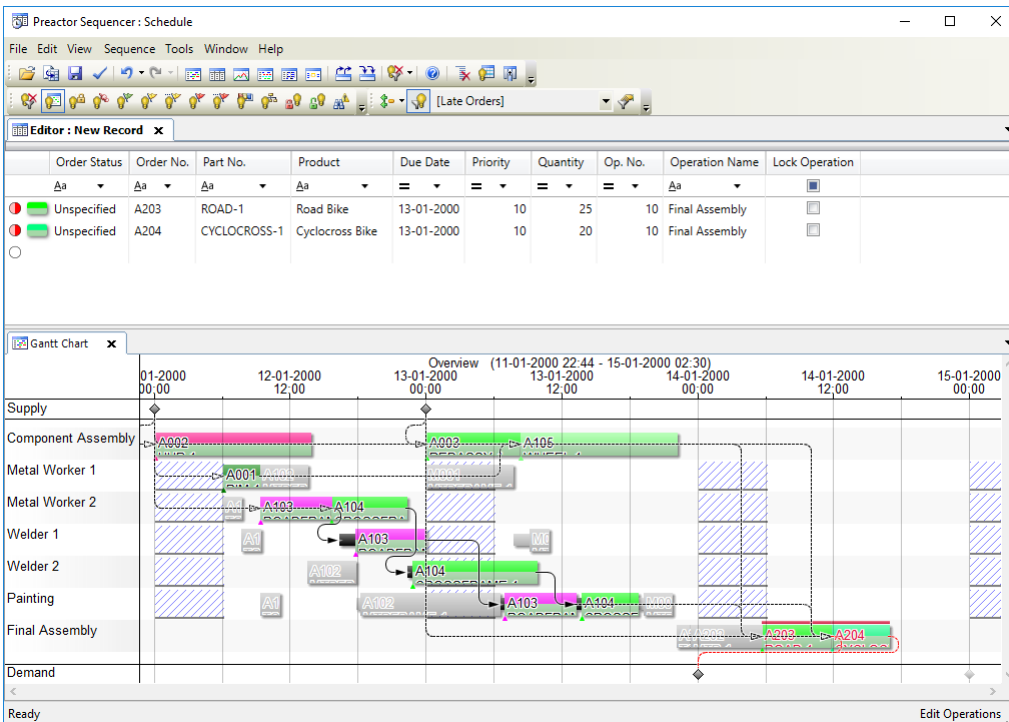 Preactor Sequencer : Schedule
File Edit View Sequence Tools Window Help
[Late Orders]
Editor : New Record x
Order Status Order No. Part No. Product Due Date Priority Quantity Op. No. Operation Name Lock Operation
Aa Aa Aa Aa = = = = Aa
Unspecified A203 ROAD-1 Road Bike 13-01-2000 10 25 10 Final Assembly
Unspecified A204 CYCLOCROSS-1 Cyclocross Bike 13-01-2000 10 20 10 Final Assembly
Gantt Chart x
Overview (11-01-2000 22:44 - 15-01-2000 02:30)
01-2000 12-01-2000 13-01-2000 13-01-2000 14-01-2000 14-01-2000 15-01-2000
00:00 12:00 00:00 12:00 00:00 12:00 00:00
Supply
Component Assembly A002 A003 A105
Metal Worker 1 A001
Metal Worker 2 A103 A104
Welder 1 A103
Welder 2 A102 A104
Painting A1 A102 A103 A104
Final Assembly A203 A204
Demand
Ready Edit Operations